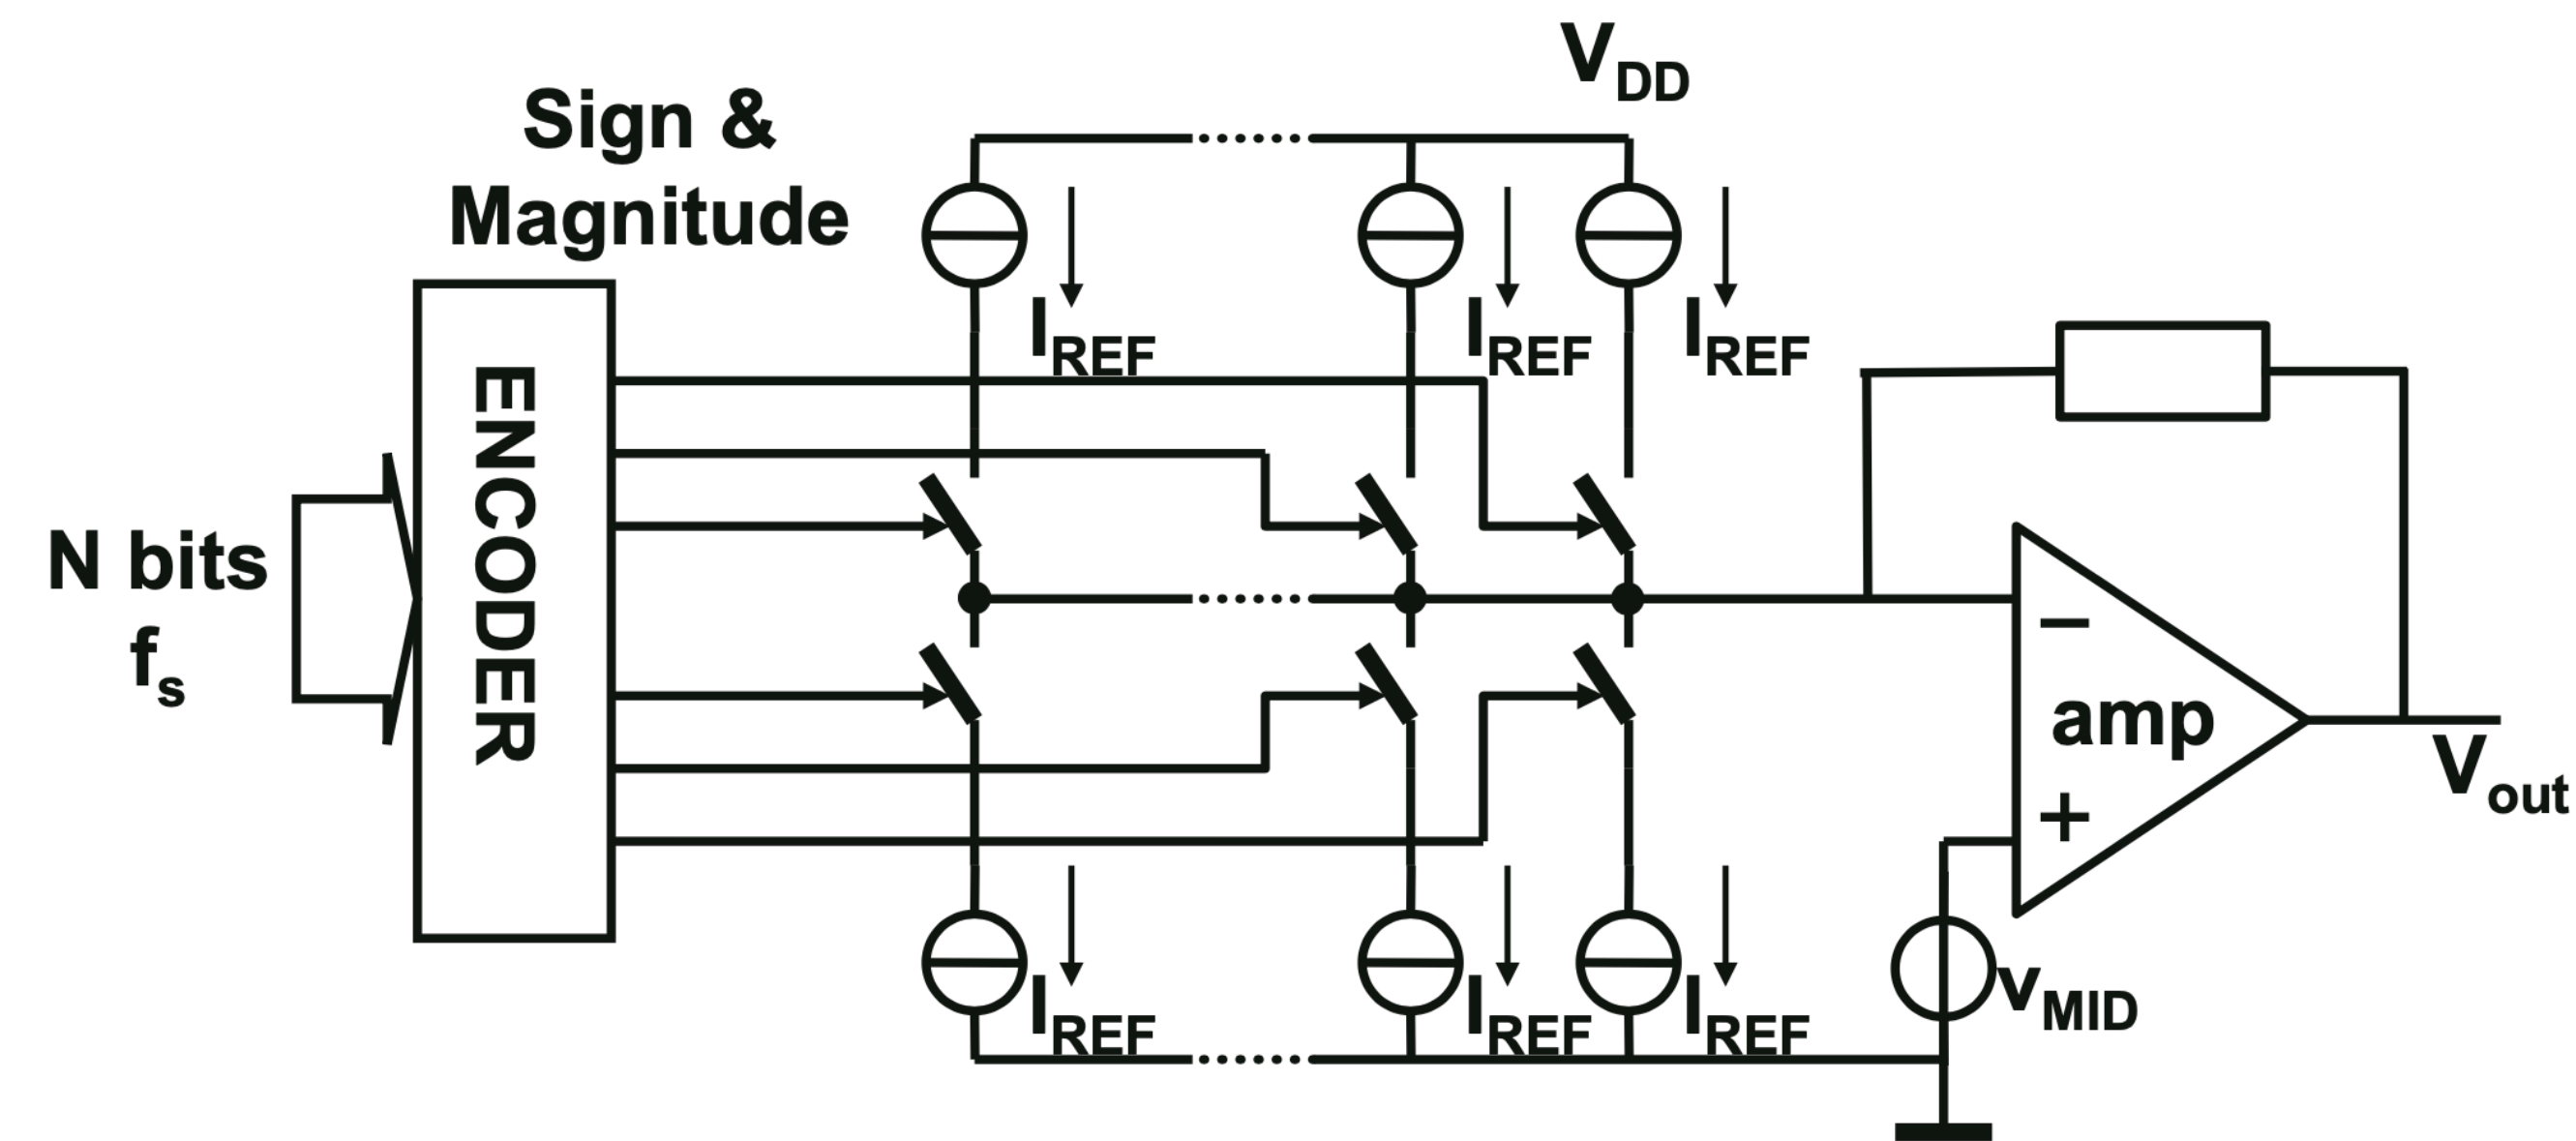 V_DD
Sign &
Magnitude
I_REF
I_REF
I_REF
ENCODER
N bits
f_s
−
amp
+
V_out
v_MID
I_REF
I_REF
I_REF